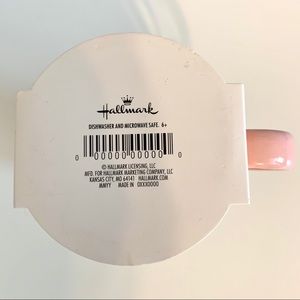 Hallmark
DISHWASHER AND MICROWAVE SAFE. 6+
0 00000 00000 0
© HALLMARK LICENSING, LLC
MFD. FOR HALLMARK MARKETING COMPANY, LLC
KANSAS CITY, MO 64141 HALLMARK.COM
MMYY MADE IN OXXXOOOO